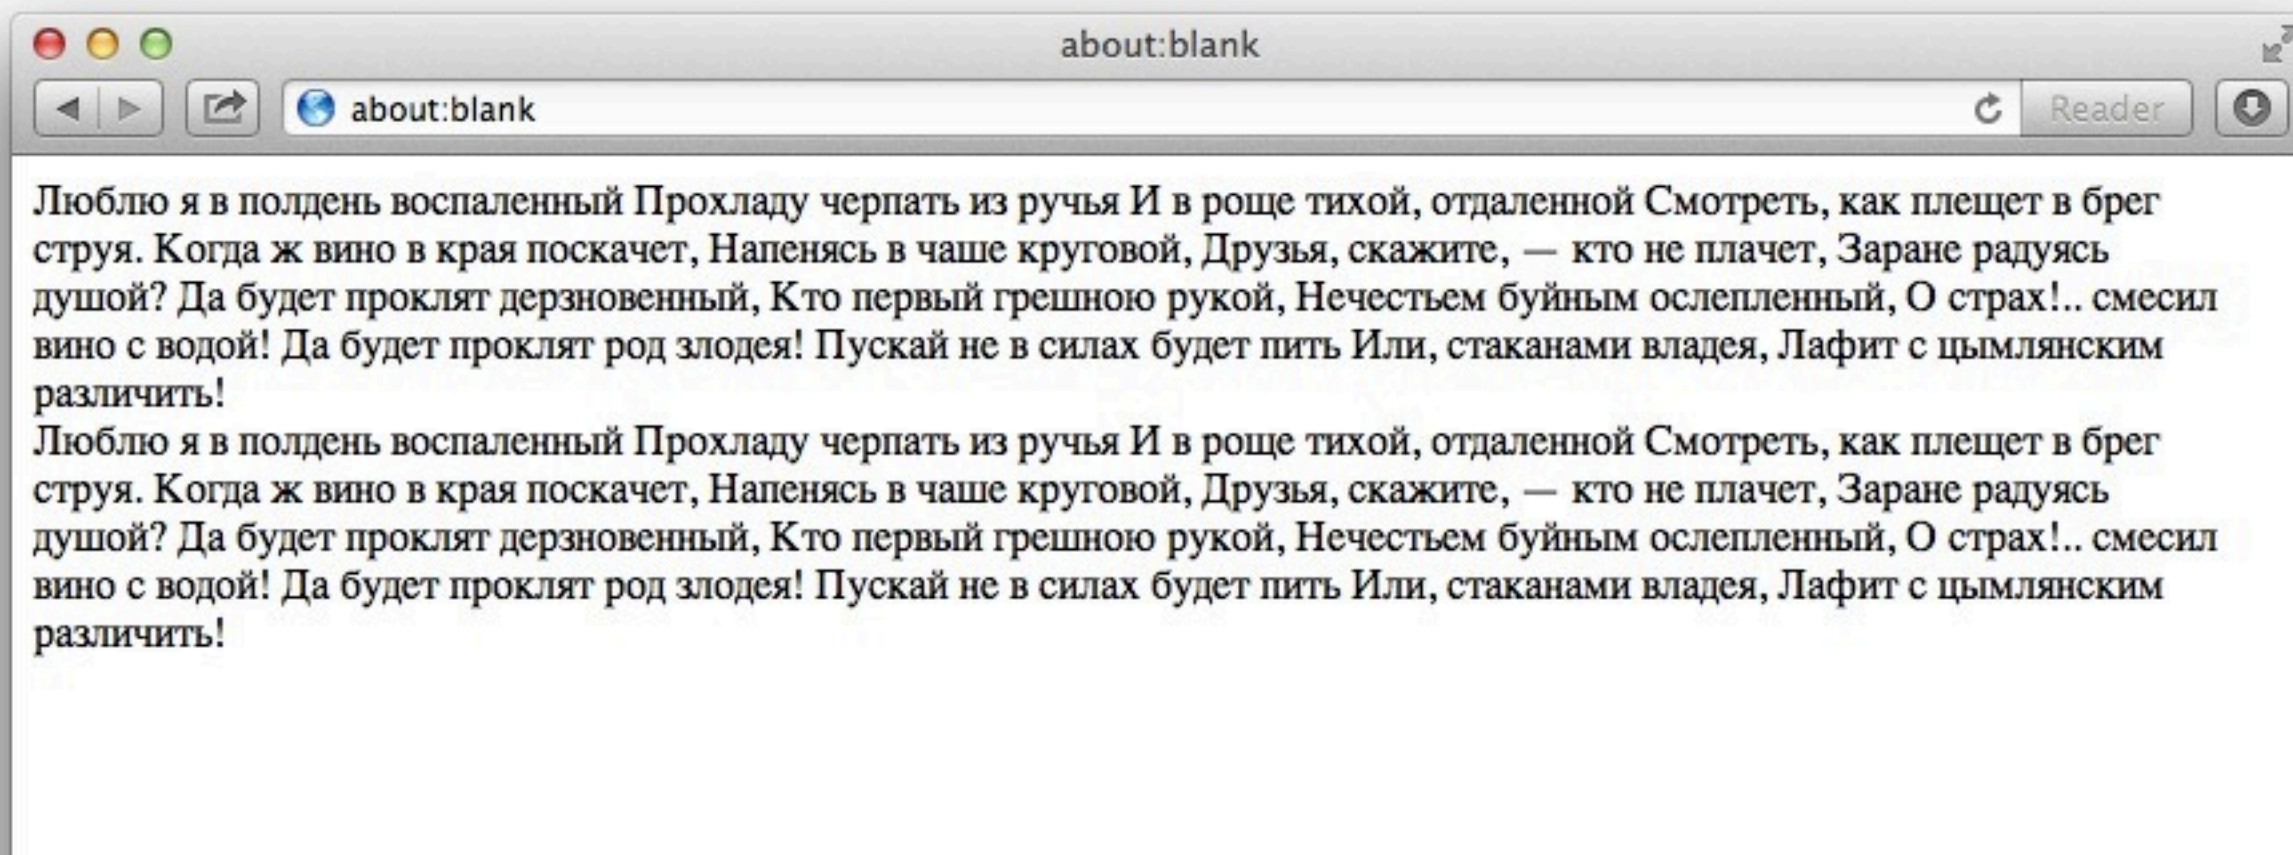 about:blank
about:blank
Reader
Люблю я в полдень воспаленный Прохладу черпать из ручья И в роще тихой, отдаленной Смотреть, как плещет в брег
струя. Когда ж вино в края поскачет, Напенясь в чаше круговой, Друзья, скажите, — кто не плачет, Заране радуясь
душой? Да будет проклят дерзновенный, Кто первый грешною рукой, Нечестьем буйным ослепленный, О страх!.. смесил
вино с водой! Да будет проклят род злодея! Пускай не в силах будет пить Или, стаканами владея, Лафит с цымлянским
различить!
Люблю я в полдень воспаленный Прохладу черпать из ручья И в роще тихой, отдаленной Смотреть, как плещет в брег
струя. Когда ж вино в края поскачет, Напенясь в чаше круговой, Друзья, скажите, — кто не плачет, Заране радуясь
душой? Да будет проклят дерзновенный, Кто первый грешною рукой, Нечестьем буйным ослепленный, О страх!.. смесил
вино с водой! Да будет проклят род злодея! Пускай не в силах будет пить Или, стаканами владея, Лафит с цымлянским
различить!